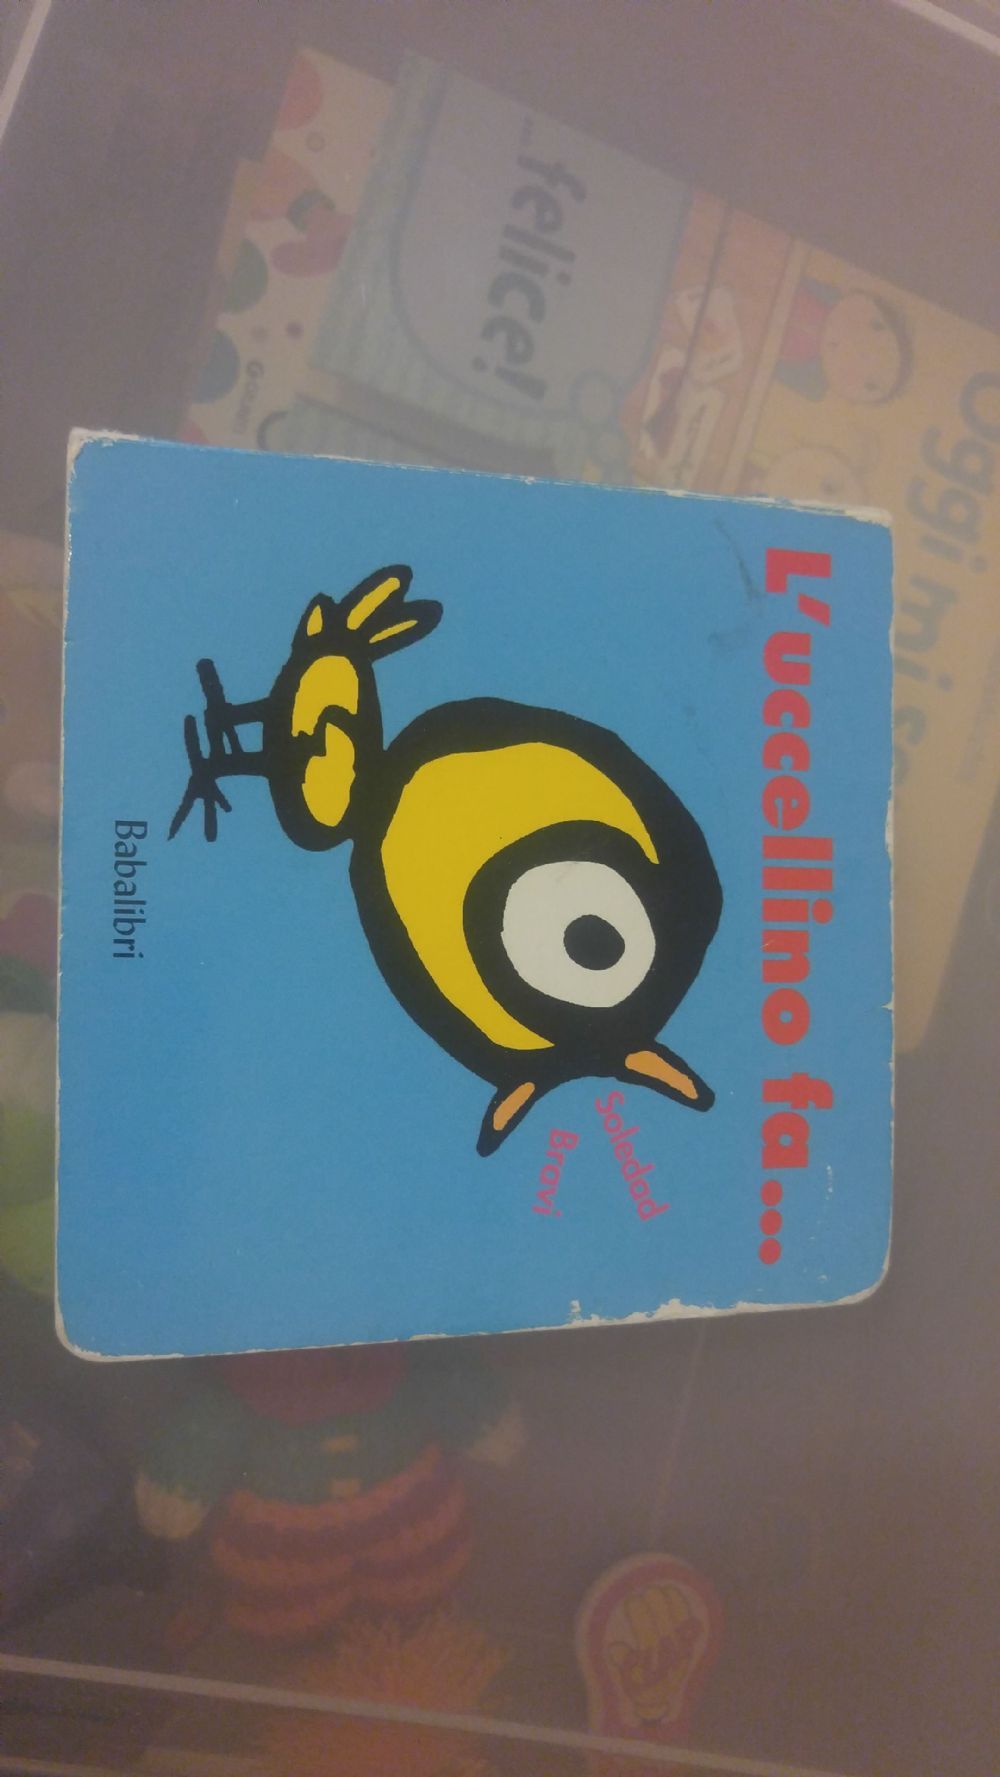 L'uccellino fa...
Soledad
Bravi
Babalibri
...felice!
Oggi mi